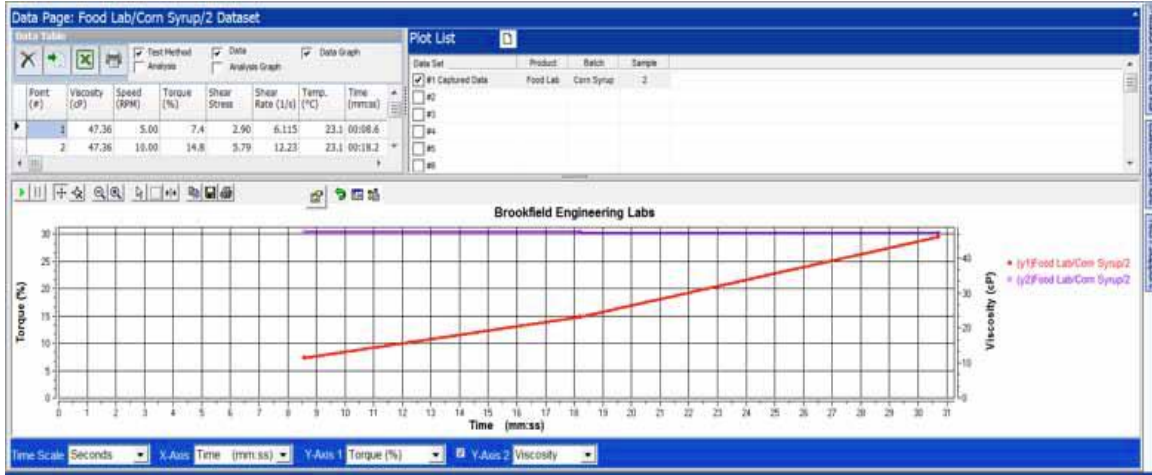 Data Page: Food Lab/Corn Syrup/2 Dataset
Data Table
Test Method Data Data Graph
Analysis Analysis Graph
Point (#) Viscosity (cP) Speed (RPM) Torque (%) Shear Stress Shear Rate (1/s) Temp. (°C) Time (mm:ss)
1 47.36 5.00 7.4 2.90 6.115 23.1 00:08.6
2 47.36 10.00 14.8 5.79 12.23 23.1 00:18.2
Plot List
Data Set Product Batch Sample
#1 Captured Data Food Lab Corn Syrup 2
#2
#3
#4
#5
#6
Brookfield Engineering Labs
30
25
20
15
10
5
0
Torque (%)
40
30
20
10
0
Viscosity (cP)
(y1)Food Lab/Corn Syrup/2
(y2)Food Lab/Corn Syrup/2
0 1 2 3 4 5 6 7 8 9 10 11 12 13 14 15 16 17 18 19 20 21 22 23 24 25 26 27 28 29 30 31
Time (mm:ss)
Time Scale Seconds X-Axis Time (mm:ss) Y-Axis 1 Torque (%) Y-Axis 2 Viscosity